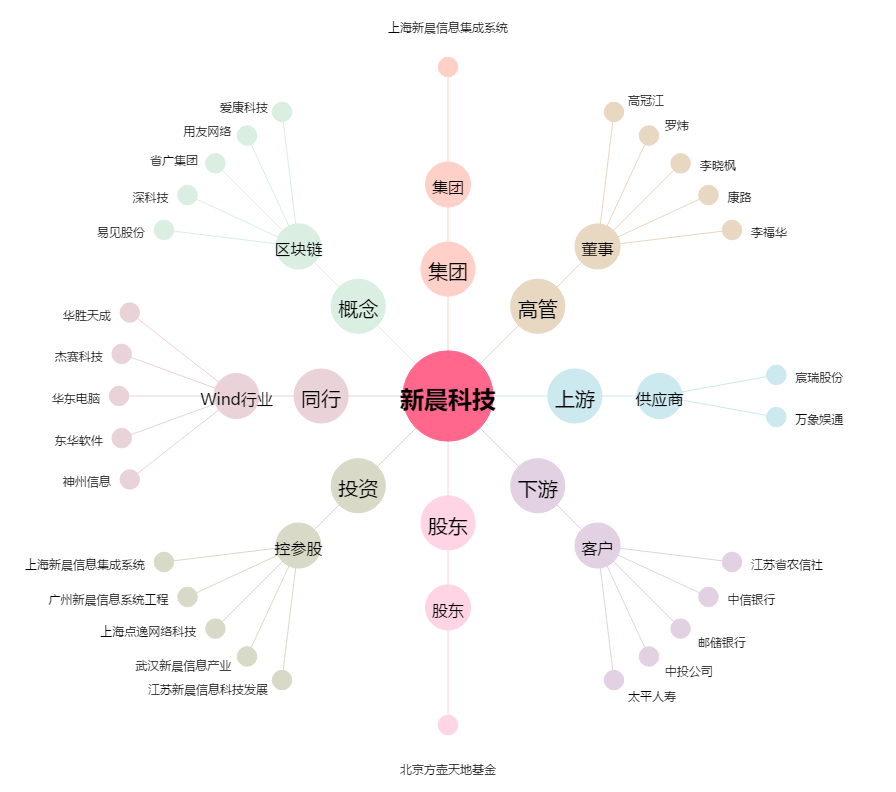 上海新晨信息集成系统
集团
集团
爱康科技
用友网络
省广集团
深科技
易见股份
区块链
概念
高冠江
罗炜
李晓枫
康路
李福华
董事
高管
华胜天成
杰赛科技
华东电脑
东华软件
神州信息
Wind行业
同行
新晨科技
上游
供应商
宸瑞股份
万象娱通
投资
控参股
上海新晨信息集成系统
广州新晨信息系统工程
上海点逸网络科技
武汉新晨信息产业
江苏新晨信息科技发展
股东
股东
北京方壶天地基金
下游
客户
江苏省农信社
中信银行
邮储银行
中投公司
太平人寿